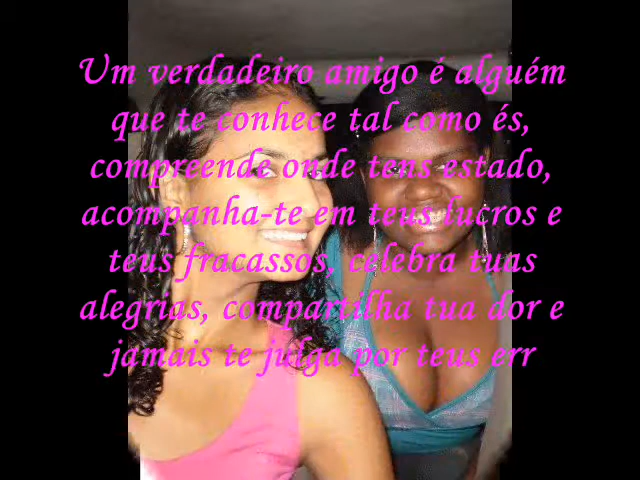 Um verdadeiro amigo é alguém
que te conhece tal como és,
compreende onde tens estado,
acompanha-te em teus lucros e
teus fracassos, celebra tuas
alegrias, compartilha tua dor e
jamais te julga por teus err